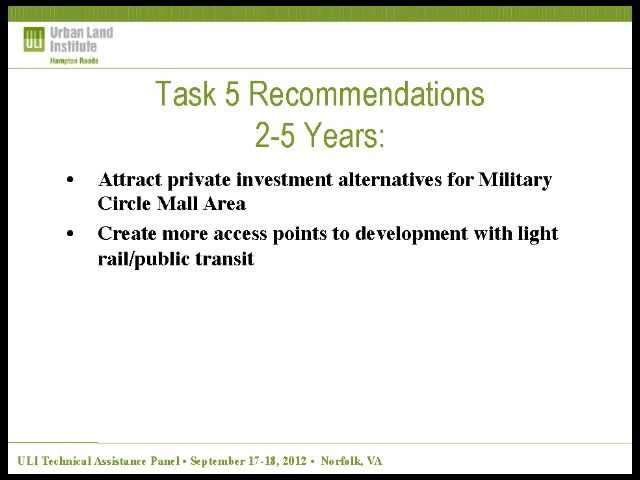 ULI Urban Land
Institute
Hampton Roads
Task 5 Recommendations
2-5 Years:
• Attract private investment alternatives for Military
Circle Mall Area
• Create more access points to development with light
rail/public transit
ULI Technical Assistance Panel • September 17-18, 2012 • Norfolk, VA